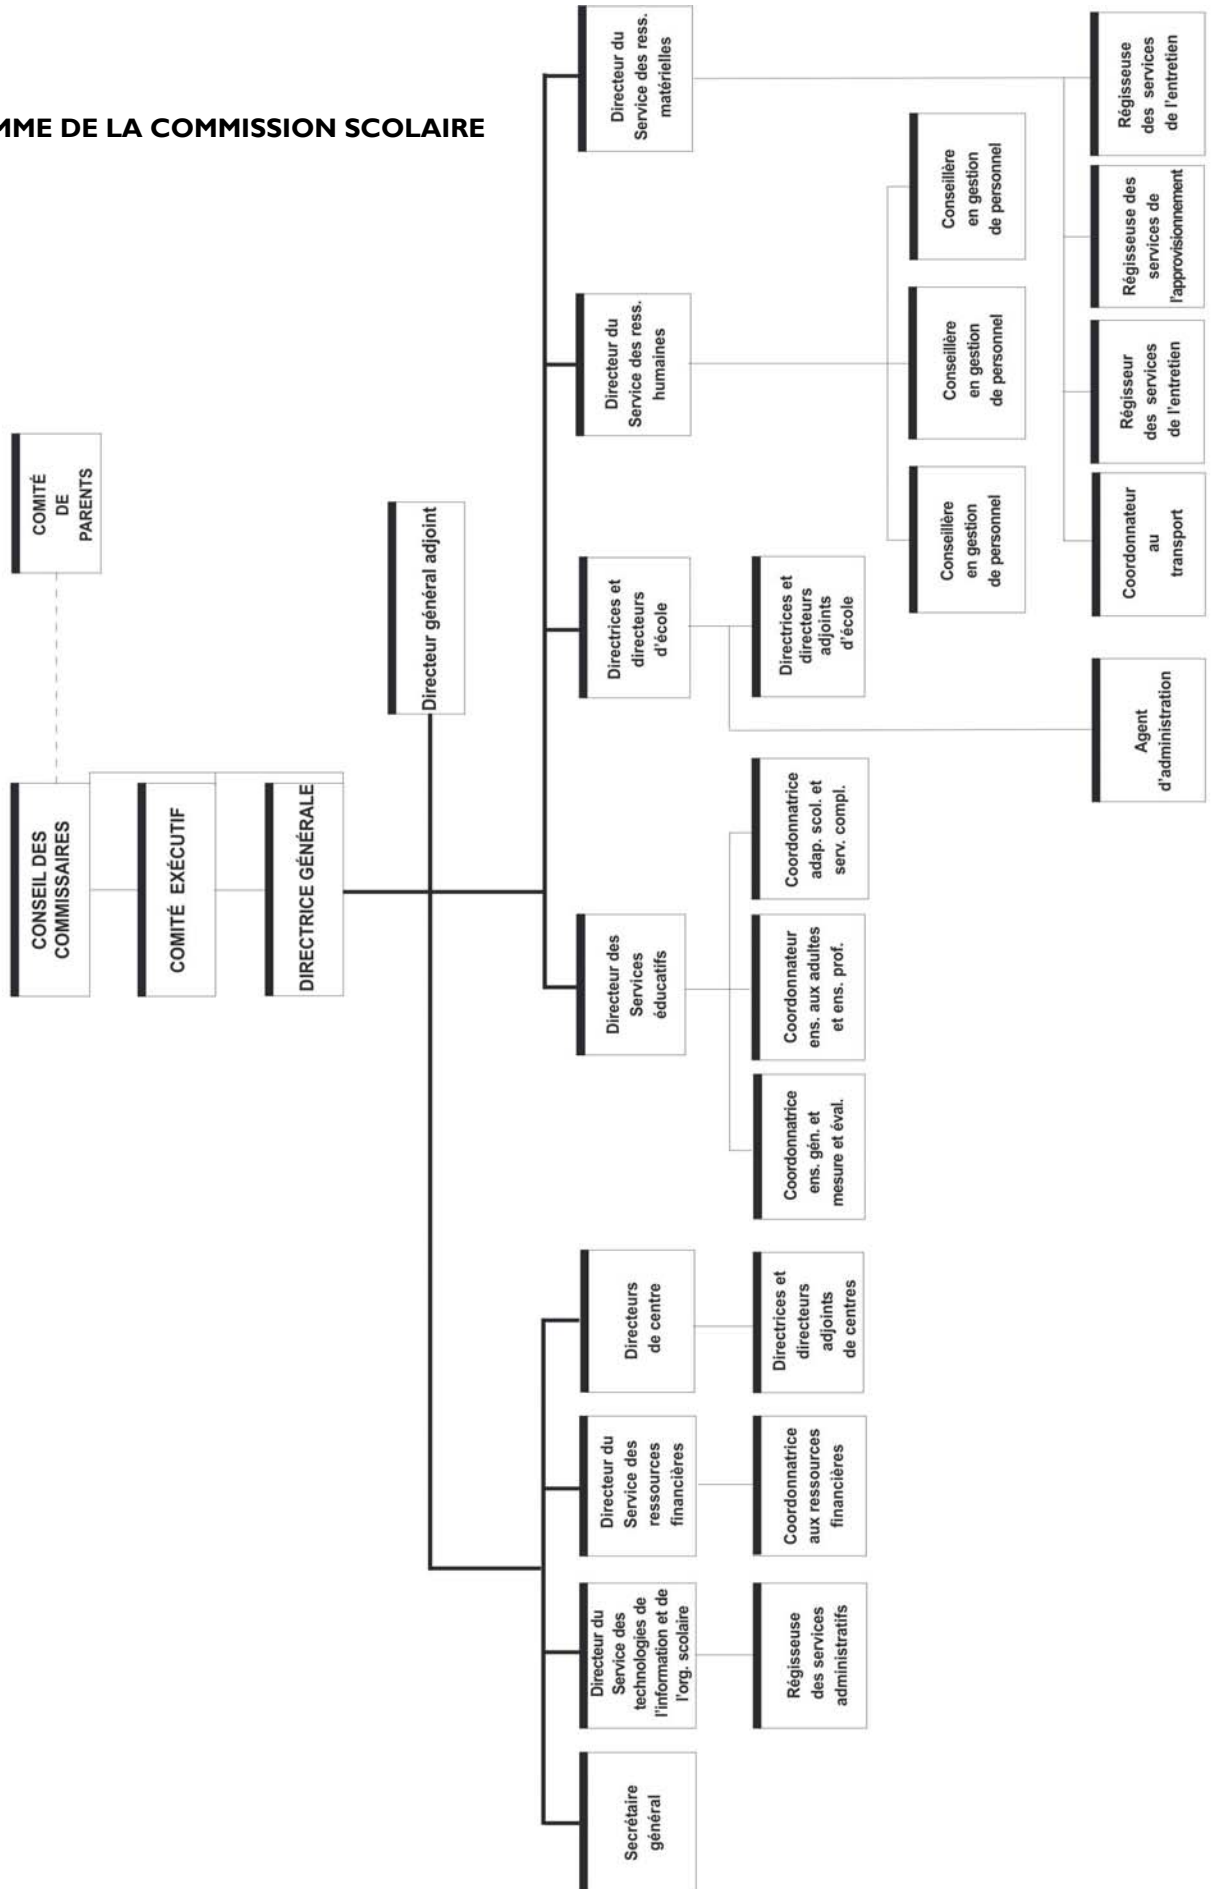 MME DE LA COMMISSION SCOLAIRE
COMITÉ
DE
PARENTS
CONSEIL DES
COMMISSAIRES
COMITÉ EXÉCUTIF
DIRECTRICE GÉNÉRALE
Directeur général adjoint
Secrétaire
général
Directeur du
Service des
technologies de
l'information et de
l'org. scolaire
Directeur du
Service des
ressources
financières
Directeurs
de centre
Directeur des
Services
éducatifs
Directrices et
directeurs
d'école
Directeur du
Service des ress.
humaines
Directeur du
Service des ress.
matérielles
Régisseuse
des services
administratifs
Coordonnatrice
aux ressources
financières
Directrices et
directeurs
adjoints
de centres
Coordonnatrice
ens. gén. et
mesure et éval.
Coordonnateur
ens. aux adultes
et ens. prof.
Coordonnatrice
adap. scol. et
serv. compl.
Directrices et
directeurs
adjoints
d'école
Conseillère
en gestion
de personnel
Conseillère
en gestion
de personnel
Conseillère
en gestion
de personnel
Agent
d'administration
Coordonnateur
au
transport
Régisseur
des services
de l'entretien
Régisseuse des
services de
l'approvisionnement
Régisseuse
des services
de l'entretien